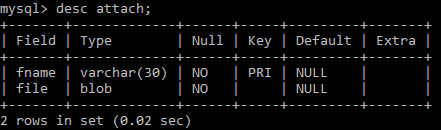 mysql> desc attach;
+-------+-------------+------+-----+---------+-------+
| Field | Type        | Null | Key | Default | Extra |
+-------+-------------+------+-----+---------+-------+
| fname | varchar(30) | NO   | PRI | NULL    |       |
| file  | blob        | NO   |     | NULL    |       |
+-------+-------------+------+-----+---------+-------+
2 rows in set (0.02 sec)